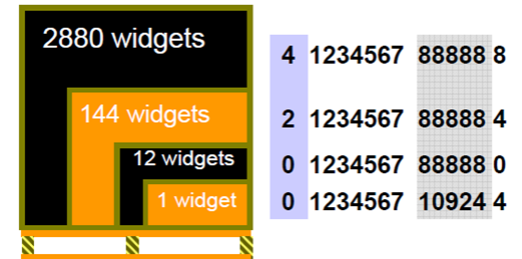 2880 widgets
4 1234567 88888 8
144 widgets
2 1234567 88888 4
12 widgets
0 1234567 88888 0
1 widget
0 1234567 10924 4